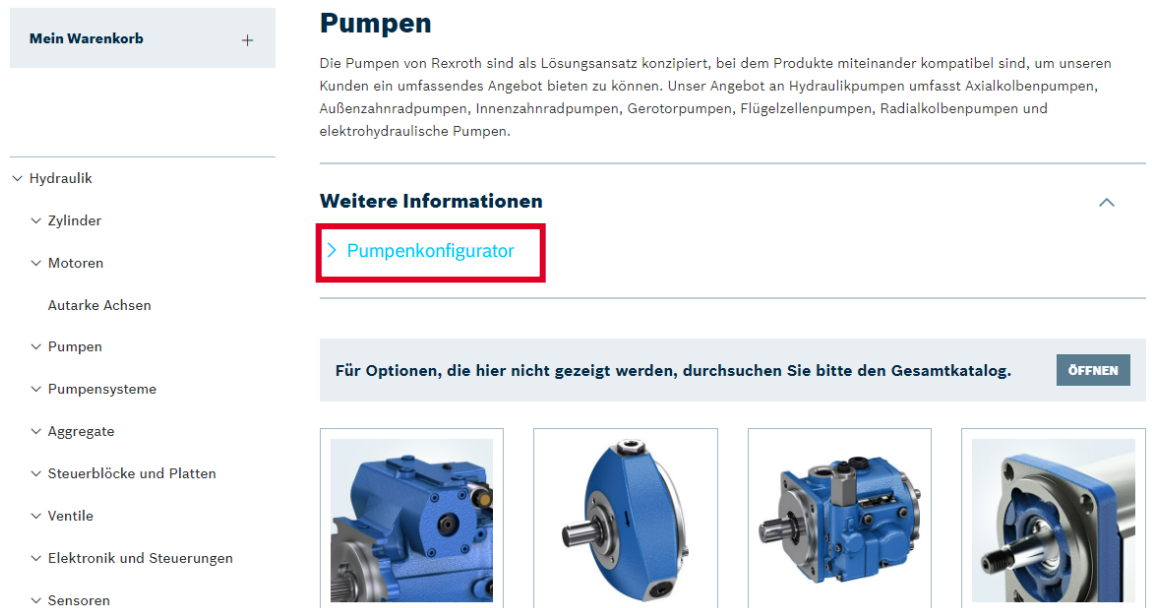 Mein Warenkorb
Hydraulik
Zylinder
Motoren
Autarke Achsen
Pumpen
Pumpensysteme
Aggregate
Steuerblöcke und Platten
Ventile
Elektronik und Steuerungen
Sensoren
Pumpen
Die Pumpen von Rexroth sind als Lösungsansatz konzipiert, bei dem Produkte miteinander kompatibel sind, um unseren
Kunden ein umfassendes Angebot bieten zu können. Unser Angebot an Hydraulikpumpen umfasst Axialkolbenpumpen,
Außenzahnradpumpen, Innenzahnradpumpen, Gerotorpumpen, Flügelzellenpumpen, Radialkolbenpumpen und
elektrohydraulische Pumpen.
Weitere Informationen
Pumpenkonfigurator
Für Optionen, die hier nicht gezeigt werden, durchsuchen Sie bitte den Gesamtkatalog.
ÖFFNEN